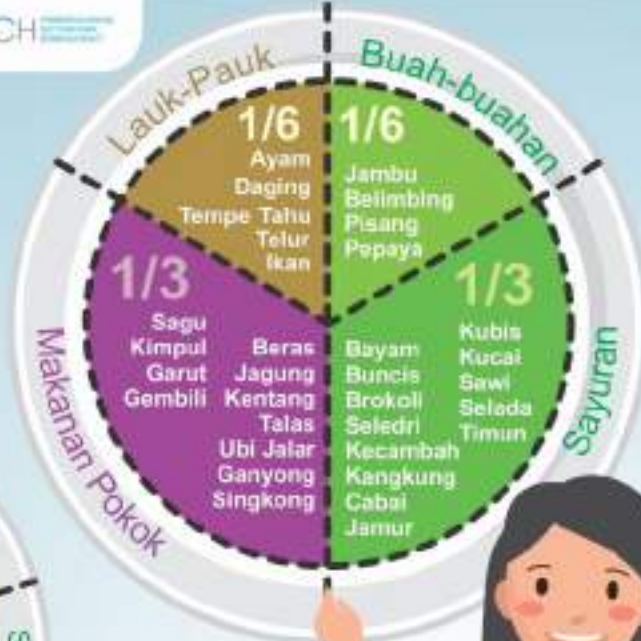 CH
Lauk-Pauk
1/6
Ayam
Daging
Tempe Tahu
Telur
Ikan
Buah-buahan
1/6
Jambu
Belimbing
Pisang
Pepaya
Makanan Pokok
1/3
Sagu
Kimpul
Garut
Gembili
Beras
Jagung
Kentang
Talas
Ubi Jalar
Ganyong
Singkong
Sayuran
1/3
Bayam
Buncis
Brokoli
Seledri
Kecambah
Kangkung
Cabai
Jamur
Kubis
Kucai
Sawi
Selada
Timun